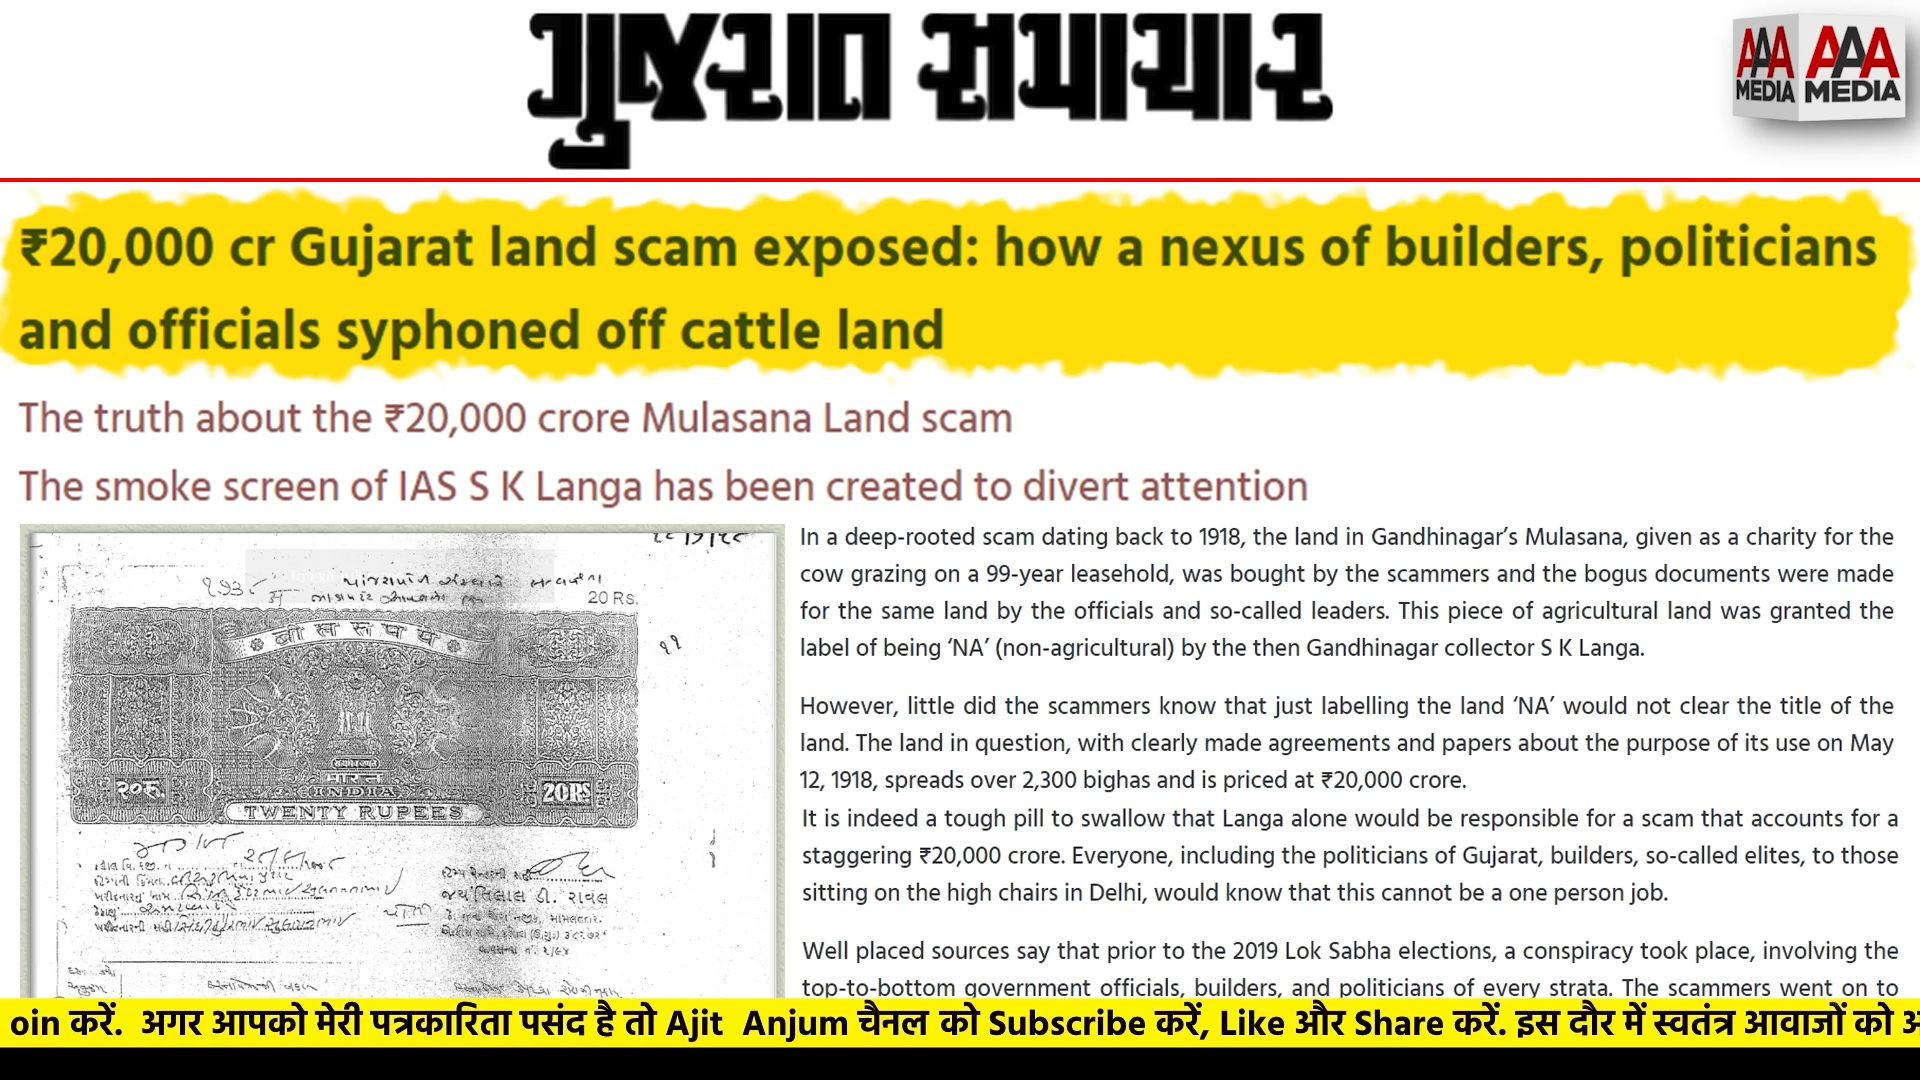 ગુજરાત સમાચાર
AAA AAA
MEDIA MEDIA
₹20,000 cr Gujarat land scam exposed: how a nexus of builders, politicians
and officials syphoned off cattle land
The truth about the ₹20,000 crore Mulasana Land scam
The smoke screen of IAS S K Langa has been created to divert attention
20 Rs.
बीस रुपये
भारत
INDIA
२०रु. 20RS
TWENTY RUPEES
જયંતિલાલ ડી. રાવલ
In a deep-rooted scam dating back to 1918, the land in Gandhinagar’s Mulasana, given as a charity for the
cow grazing on a 99-year leasehold, was bought by the scammers and the bogus documents were made
for the same land by the officials and so-called leaders. This piece of agricultural land was granted the
label of being ‘NA’ (non-agricultural) by the then Gandhinagar collector S K Langa.
However, little did the scammers know that just labelling the land ‘NA’ would not clear the title of the
land. The land in question, with clearly made agreements and papers about the purpose of its use on May
12, 1918, spreads over 2,300 bighas and is priced at ₹20,000 crore.
It is indeed a tough pill to swallow that Langa alone would be responsible for a scam that accounts for a
staggering ₹20,000 crore. Everyone, including the politicians of Gujarat, builders, so-called elites, to those
sitting on the high chairs in Delhi, would know that this cannot be a one person job.
Well placed sources say that prior to the 2019 Lok Sabha elections, a conspiracy took place, involving the
top-to-bottom government officials, builders, and politicians of every strata. The scammers went on to
oin करें. अगर आपको मेरी पत्रकारिता पसंद है तो Ajit Anjum चैनल को Subscribe करें, Like और Share करें. इस दौर में स्वतंत्र आवाजों को